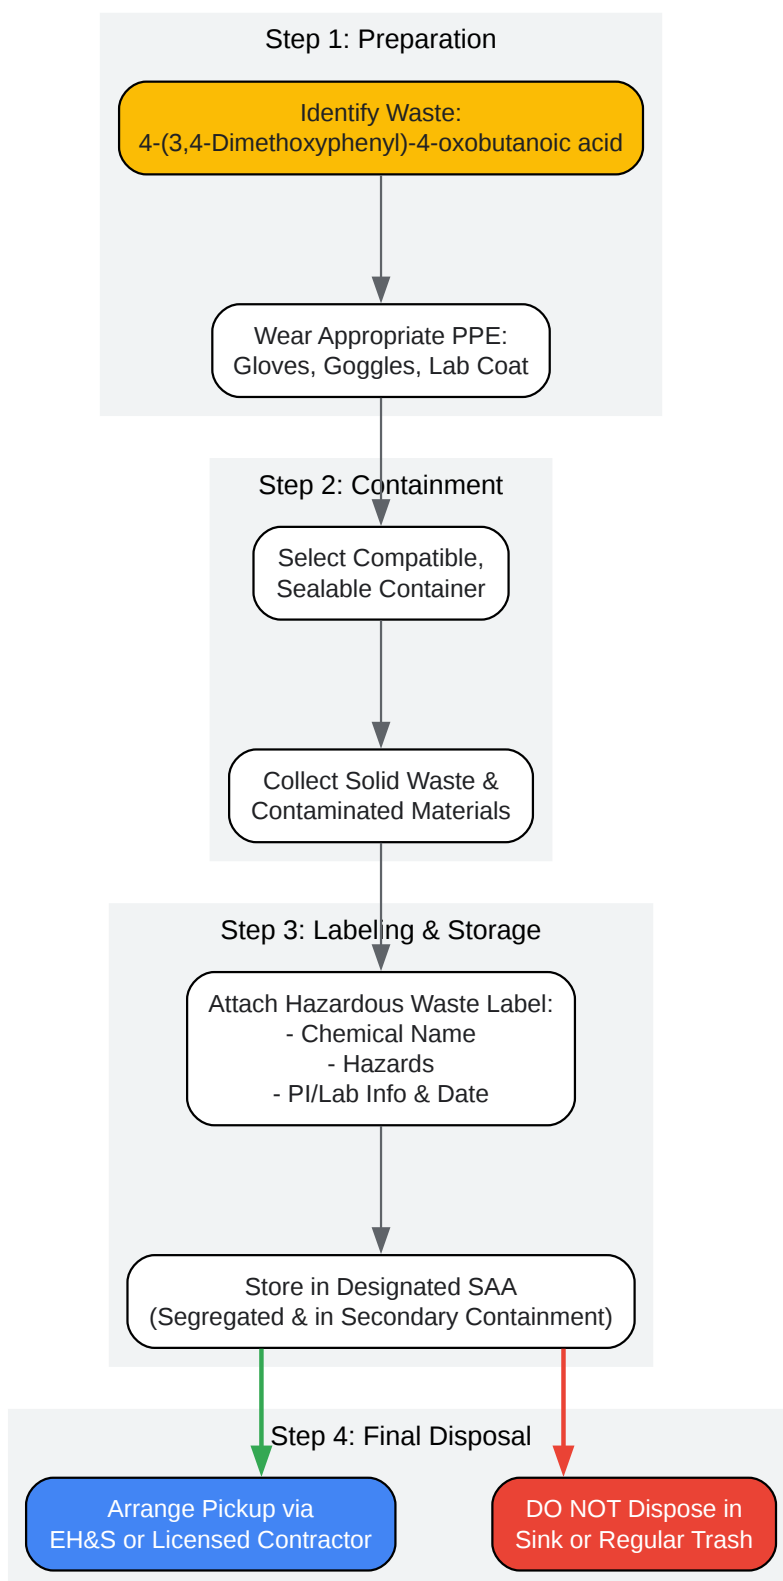 Step 1: Preparation
Identify Waste:
4-(3,4-Dimethoxyphenyl)-4-oxobutanoic acid
Wear Appropriate PPE:
Gloves, Goggles, Lab Coat
Step 2: Containment
Select Compatible,
Sealable Container
Collect Solid Waste &
Contaminated Materials
Step 3: Labeling & Storage
Attach Hazardous Waste Label:
- Chemical Name
- Hazards
- PI/Lab Info & Date
Store in Designated SAA
(Segregated & in Secondary Containment)
Step 4: Final Disposal
Arrange Pickup via
EH&S or Licensed Contractor
DO NOT Dispose in
Sink or Regular Trash